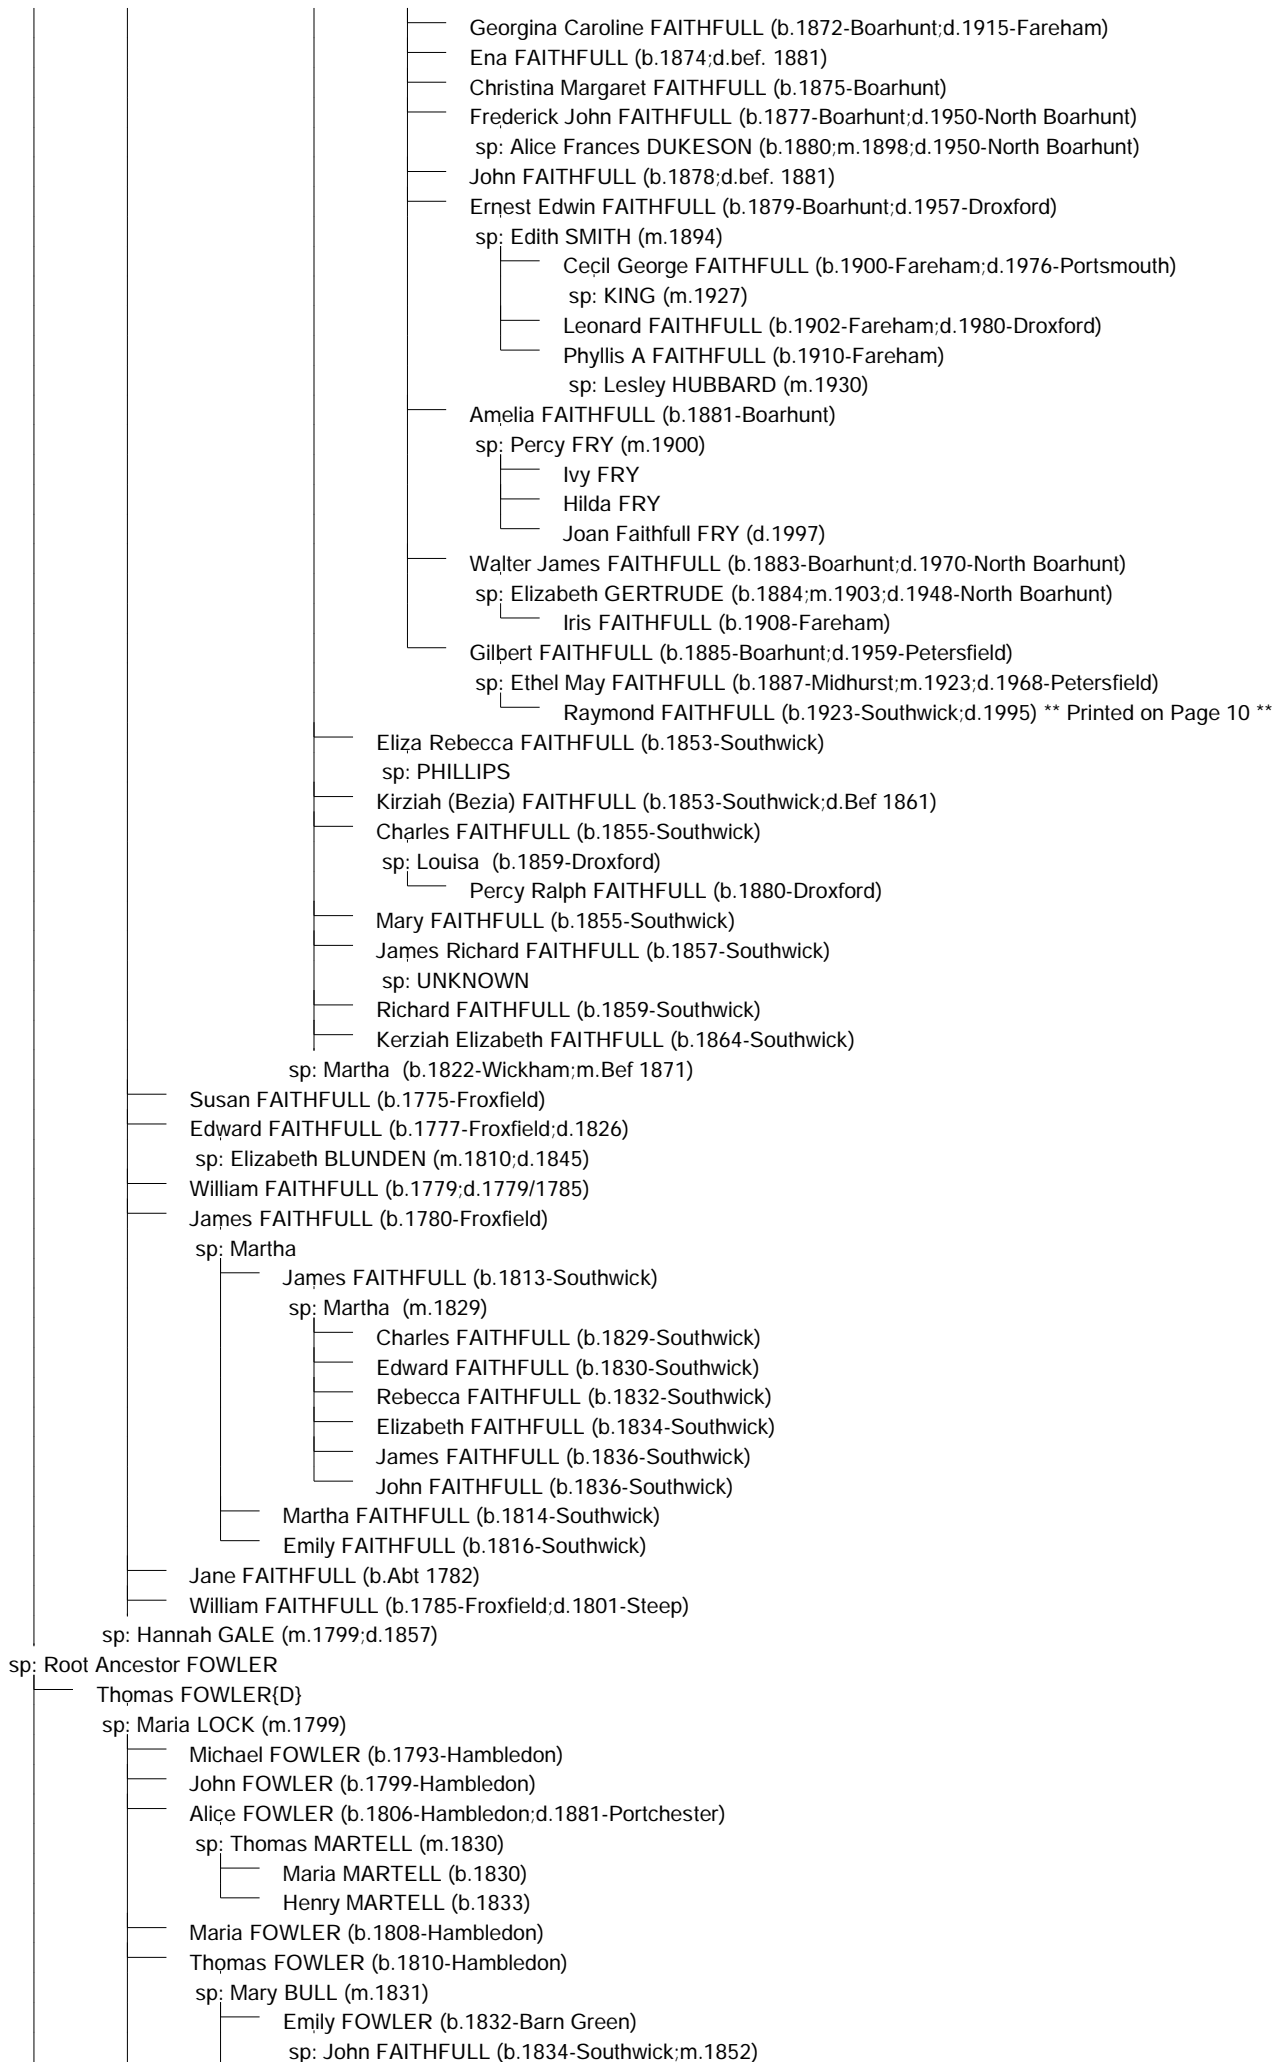 Georgina Caroline FAITHFULL (b.1872-Boarhunt;d.1915-Fareham)
Ena FAITHFULL (b.1874;d.bef. 1881)
Christina Margaret FAITHFULL (b.1875-Boarhunt)
Frederick John FAITHFULL (b.1877-Boarhunt;d.1950-North Boarhunt)
sp: Alice Frances DUKESON (b.1880;m.1898;d.1950-North Boarhunt)
John FAITHFULL (b.1878;d.bef. 1881)
Ernest Edwin FAITHFULL (b.1879-Boarhunt;d.1957-Droxford)
sp: Edith SMITH (m.1894)
Cecil George FAITHFULL (b.1900-Fareham;d.1976-Portsmouth)
sp: KING (m.1927)
Leonard FAITHFULL (b.1902-Fareham;d.1980-Droxford)
Phyllis A FAITHFULL (b.1910-Fareham)
sp: Lesley HUBBARD (m.1930)
Amelia FAITHFULL (b.1881-Boarhunt)
sp: Percy FRY (m.1900)
Ivy FRY
Hilda FRY
Joan Faithfull FRY (d.1997)
Walter James FAITHFULL (b.1883-Boarhunt;d.1970-North Boarhunt)
sp: Elizabeth GERTRUDE (b.1884;m.1903;d.1948-North Boarhunt)
Iris FAITHFULL (b.1908-Fareham)
Gilbert FAITHFULL (b.1885-Boarhunt;d.1959-Petersfield)
sp: Ethel May FAITHFULL (b.1887-Midhurst;m.1923;d.1968-Petersfield)
Raymond FAITHFULL (b.1923-Southwick;d.1995) ** Printed on Page 10 **
Eliza Rebecca FAITHFULL (b.1853-Southwick)
sp: PHILLIPS
Kirziah (Bezia) FAITHFULL (b.1853-Southwick;d.Bef 1861)
Charles FAITHFULL (b.1855-Southwick)
sp: Louisa (b.1859-Droxford)
Percy Ralph FAITHFULL (b.1880-Droxford)
Mary FAITHFULL (b.1855-Southwick)
James Richard FAITHFULL (b.1857-Southwick)
sp: UNKNOWN
Richard FAITHFULL (b.1859-Southwick)
Kerziah Elizabeth FAITHFULL (b.1864-Southwick)
sp: Martha (b.1822-Wickham;m.Bef 1871)
Susan FAITHFULL (b.1775-Froxfield)
Edward FAITHFULL (b.1777-Froxfield;d.1826)
sp: Elizabeth BLUNDEN (m.1810;d.1845)
William FAITHFULL (b.1779;d.1779/1785)
James FAITHFULL (b.1780-Froxfield)
sp: Martha
James FAITHFULL (b.1813-Southwick)
sp: Martha (m.1829)
Charles FAITHFULL (b.1829-Southwick)
Edward FAITHFULL (b.1830-Southwick)
Rebecca FAITHFULL (b.1832-Southwick)
Elizabeth FAITHFULL (b.1834-Southwick)
James FAITHFULL (b.1836-Southwick)
John FAITHFULL (b.1836-Southwick)
Martha FAITHFULL (b.1814-Southwick)
Emily FAITHFULL (b.1816-Southwick)
Jane FAITHFULL (b.Abt 1782)
William FAITHFULL (b.1785-Froxfield;d.1801-Steep)
sp: Hannah GALE (m.1799;d.1857)
sp: Root Ancestor FOWLER
Thomas FOWLER{D}
sp: Maria LOCK (m.1799)
Michael FOWLER (b.1793-Hambledon)
John FOWLER (b.1799-Hambledon)
Alice FOWLER (b.1806-Hambledon;d.1881-Portchester)
sp: Thomas MARTELL (m.1830)
Maria MARTELL (b.1830)
Henry MARTELL (b.1833)
Maria FOWLER (b.1808-Hambledon)
Thomas FOWLER (b.1810-Hambledon)
sp: Mary BULL (m.1831)
Emily FOWLER (b.1832-Barn Green)
sp: John FAITHFULL (b.1834-Southwick;m.1852)